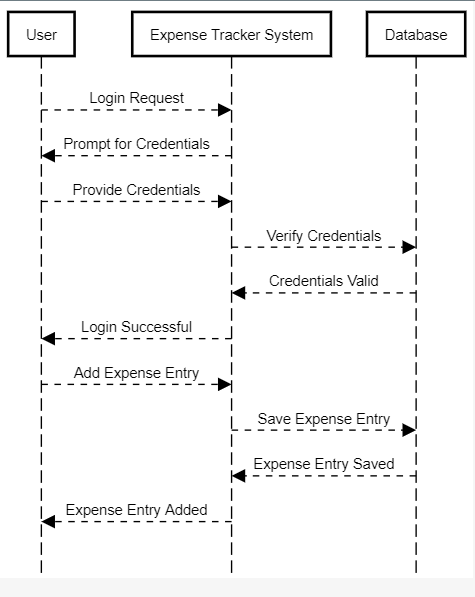 User
Expense Tracker System
Database
Login Request
Prompt for Credentials
Provide Credentials
Verify Credentials
Credentials Valid
Login Successful
Add Expense Entry
Save Expense Entry
Expense Entry Saved
Expense Entry Added